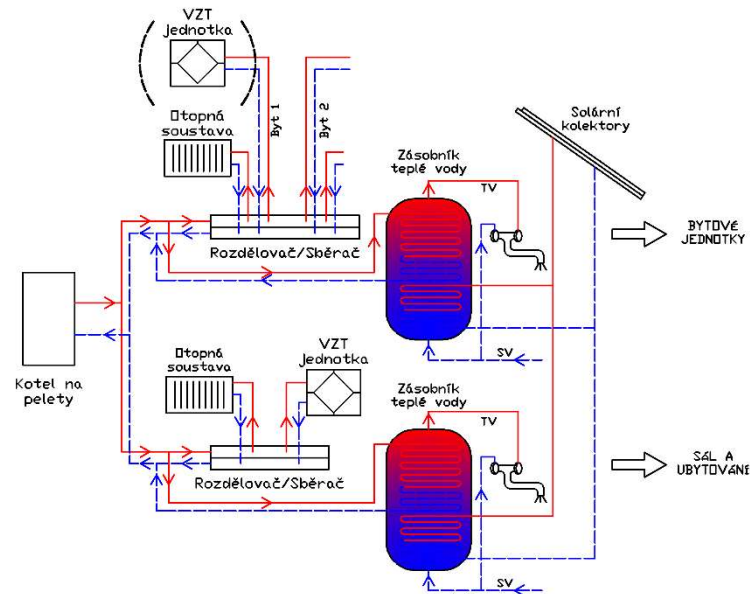 VZT
jednotka
Otopná
soustava
Byt 1
Byt 2
Solární
kolektory
Zásobník
teplé vody
TV
Rozdělovač/Sběrač
BYTOVÉ
JEDNOTKY
SV
Kotel na
pelety
Otopná
soustava
VZT
jednotka
Zásobník
teplé vody
TV
Rozdělovač/Sběrač
SÁL A
UBYTOVÁNÍ
SV